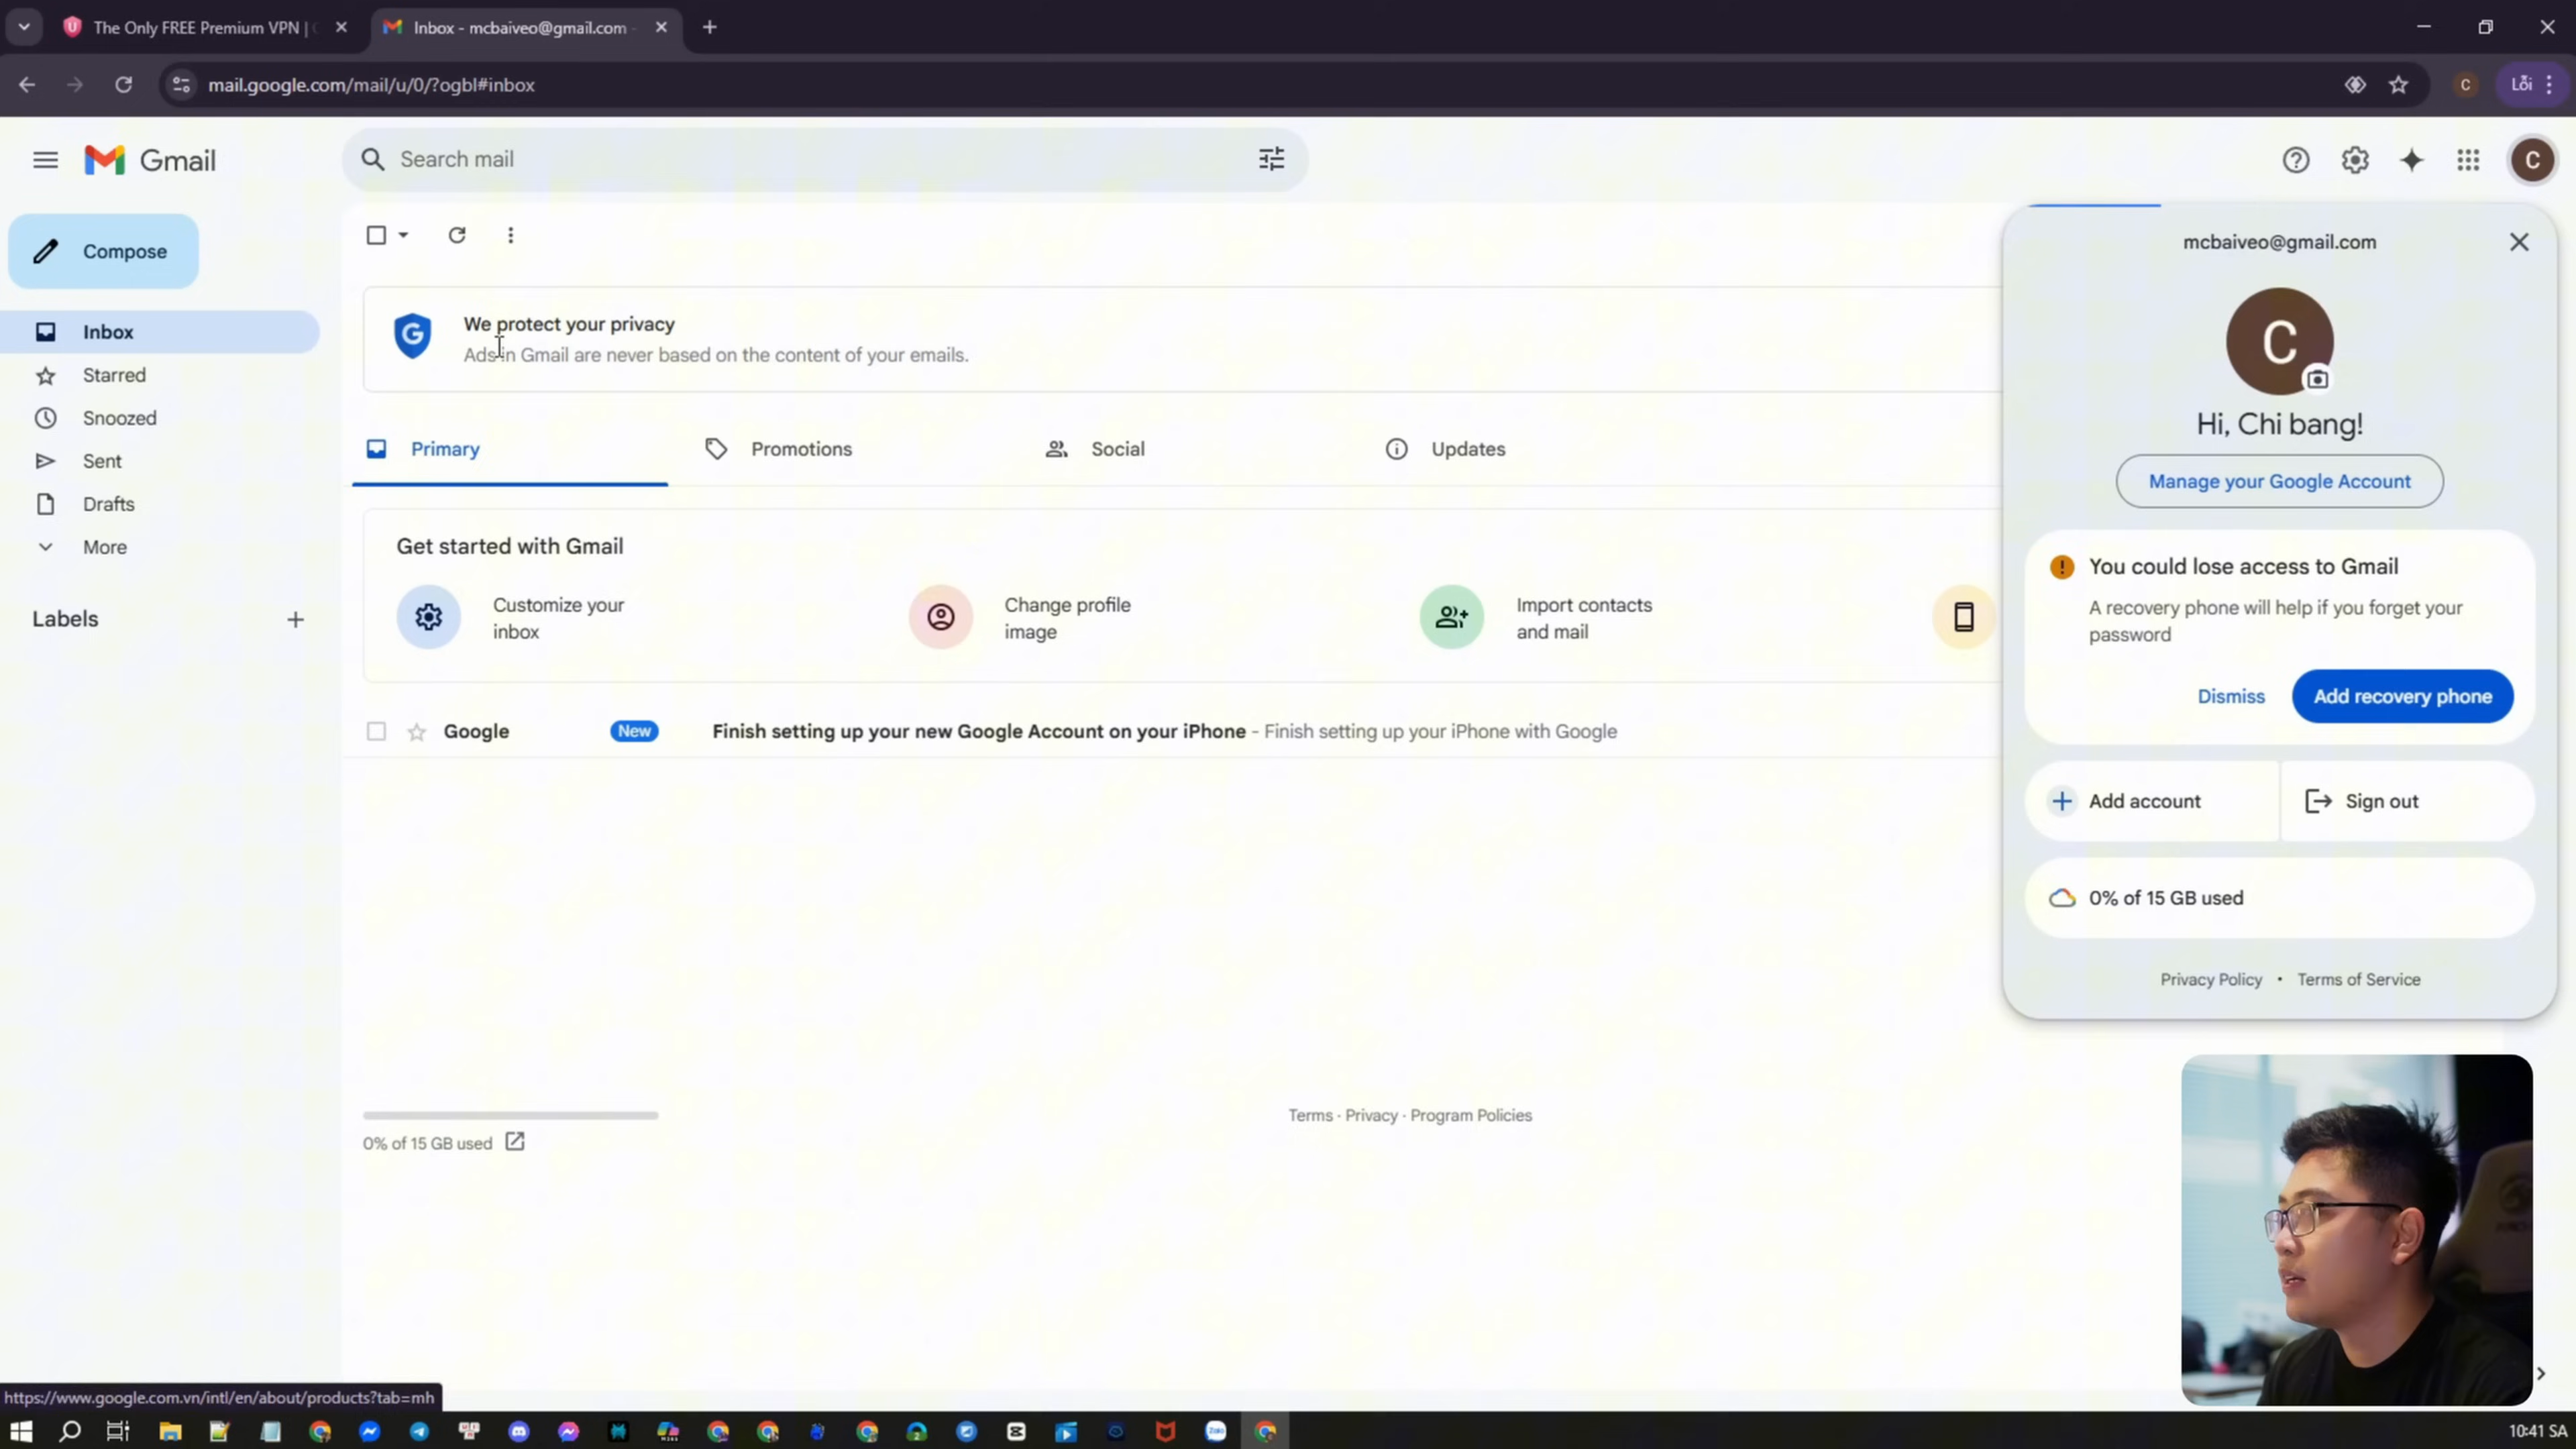 The Only FREE Premium VPN |
Inbox - mcbaiveo@gmail.com -
mail.google.com/mail/u/0/?ogbl#inbox
C
Lỗi
Gmail
Search mail
C
Compose
Inbox
Starred
Snoozed
Sent
Drafts
More
Labels
We protect your privacy
Ads in Gmail are never based on the content of your emails.
Primary
Promotions
Social
Updates
Get started with Gmail
Customize your
inbox
Change profile
image
Import contacts
and mail
Google
New
Finish setting up your new Google Account on your iPhone - Finish setting up your iPhone with Google
mcbaiveo@gmail.com
C
Hi, Chi bang!
Manage your Google Account
You could lose access to Gmail
A recovery phone will help if you forget your
password
Dismiss
Add recovery phone
Add account
Sign out
0% of 15 GB used
Privacy Policy • Terms of Service
0% of 15 GB used
Terms · Privacy · Program Policies
https://www.google.com.vn/intl/en/about/products?tab=mh
10:41 SA